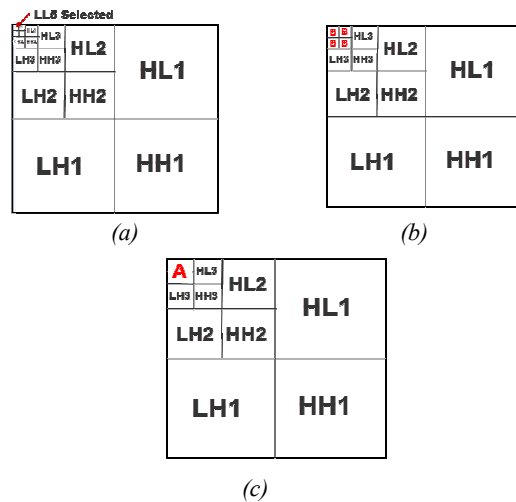 LL5 Selected
HL3
HL2
HL1
LH3 HH3
LH2 HH2
LH1 HH1
(a)
HL3
HL2
HL1
LH3 HH3
LH2 HH2
LH1 HH1
(b)
A HL3
HL2
HL1
LH3 HH3
LH2 HH2
LH1 HH1
(c)